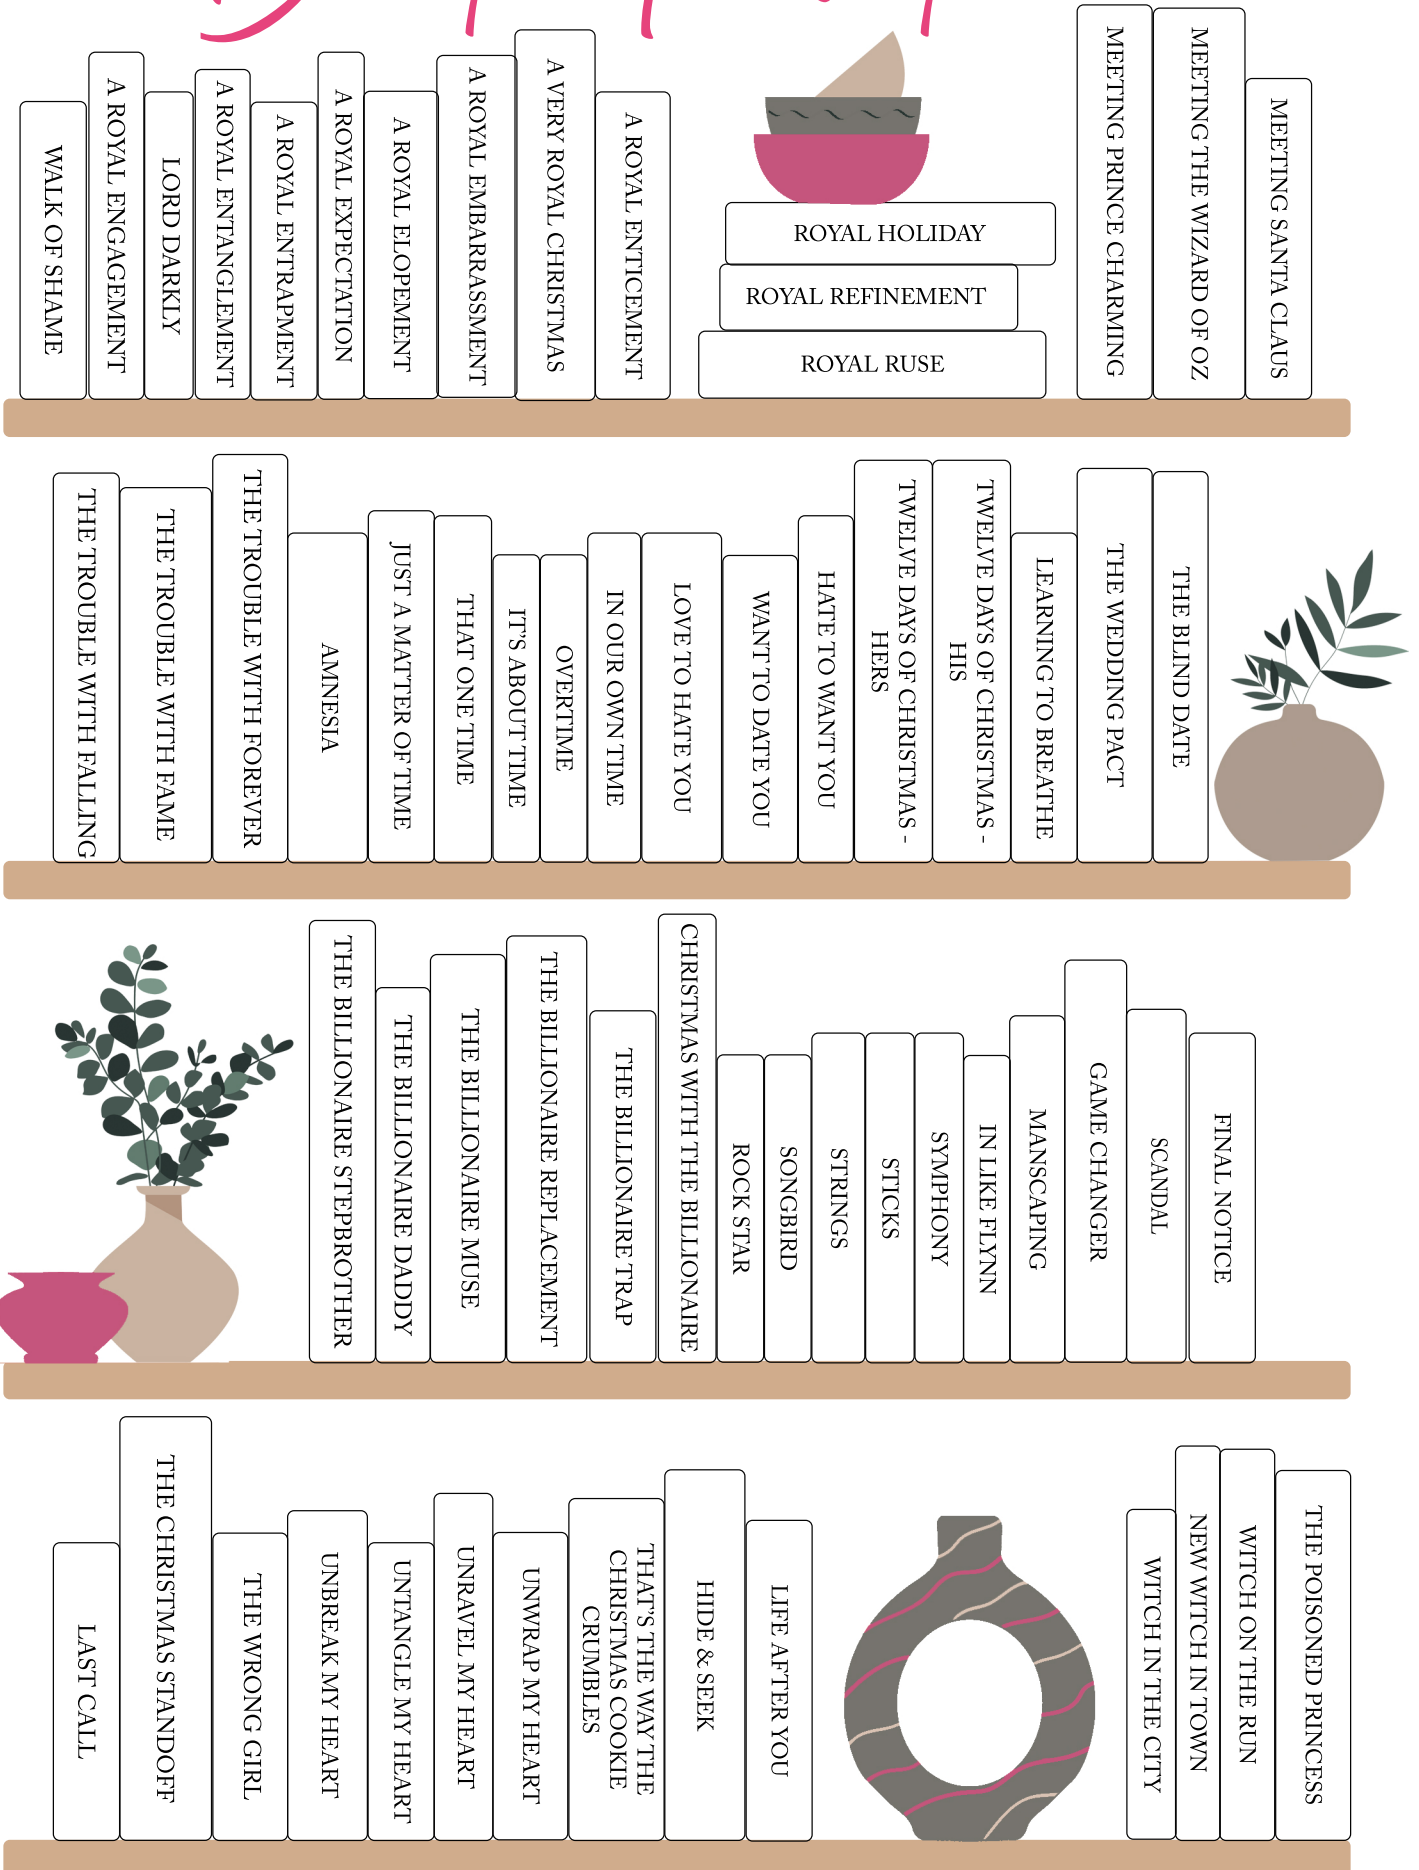 WALK OF SHAME
A ROYAL ENGAGEMENT
LORD DARKLY
A ROYAL ENTANGLEMENT
A ROYAL ENTRAPMENT
A ROYAL EXPECTATION
A ROYAL ELOPEMENT
A ROYAL EMBARRASSMENT
A VERY ROYAL CHRISTMAS
A ROYAL ENTICEMENT
ROYAL HOLIDAY
ROYAL REFINEMENT
ROYAL RUSE
MEETING PRINCE CHARMING
MEETING THE WIZARD OF OZ
MEETING SANTA CLAUS
THE TROUBLE WITH FALLING
THE TROUBLE WITH FAME
THE TROUBLE WITH FOREVER
AMNESIA
JUST A MATTER OF TIME
THAT ONE TIME
IT'S ABOUT TIME
OVERTIME
IN OUR OWN TIME
LOVE TO HATE YOU
WANT TO DATE YOU
HATE TO WANT YOU
TWELVE DAYS OF CHRISTMAS -
HERS
TWELVE DAYS OF CHRISTMAS -
HIS
LEARNING TO BREATHE
THE WEDDING PACT
THE BLIND DATE
THE BILLIONAIRE STEPBROTHER
THE BILLIONAIRE DADDY
THE BILLIONAIRE MUSE
THE BILLIONAIRE REPLACEMENT
THE BILLIONAIRE TRAP
CHRISTMAS WITH THE BILLIONAIRE
ROCK STAR
SONGBIRD
STRINGS
STICKS
SYMPHONY
IN LIKE FLYNN
MANSCAPING
GAME CHANGER
SCANDAL
FINAL NOTICE
LAST CALL
THE CHRISTMAS STANDOFF
THE WRONG GIRL
UNBREAK MY HEART
UNTANGLE MY HEART
UNRAVEL MY HEART
UNWRAP MY HEART
THAT'S THE WAY THE
CHRISTMAS COOKIE
CRUMBLES
HIDE & SEEK
LIFE AFTER YOU
WITCH IN THE CITY
NEW WITCH IN TOWN
WITCH ON THE RUN
THE POISONED PRINCESS